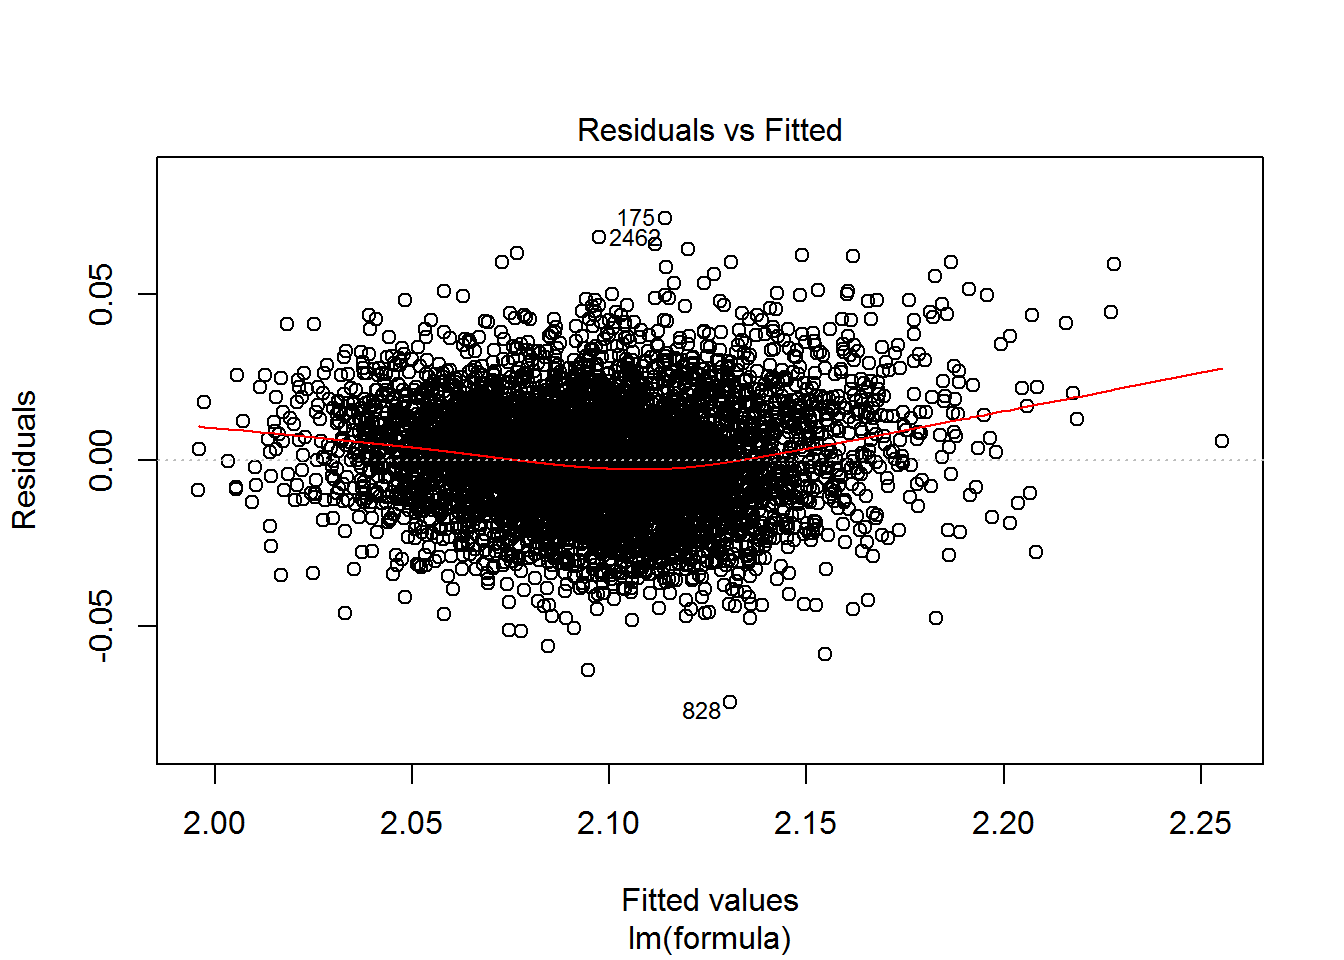 Residuals vs Fitted
175
2462
828
Residuals
0.05
0.00
-0.05
2.00 2.05 2.10 2.15 2.20 2.25
Fitted values
lm(formula)